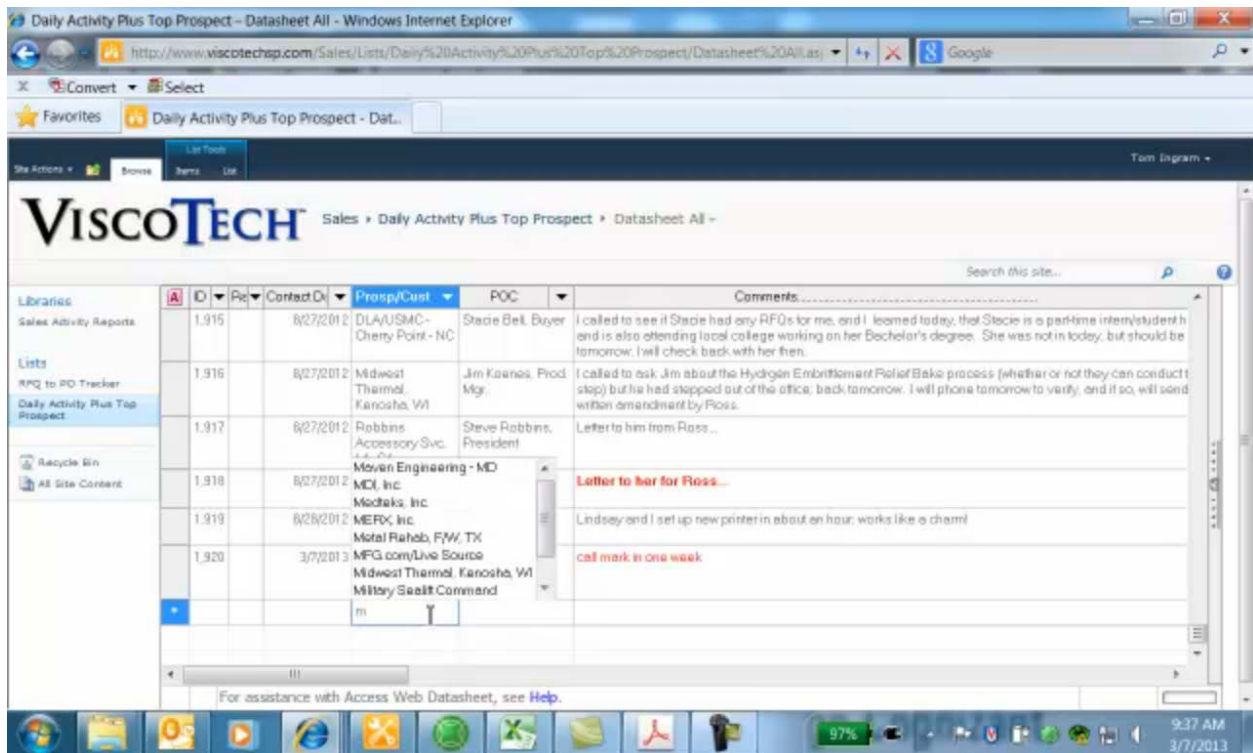 Daily Activity Plus Top Prospect - Datasheet All - Windows Internet Explorer
http://www.viscotechsp.com/Sales/Lists/Daily%20Activity%20Plus%20Top%20Prospect/Datasheet%20All.as
Google
x Convert Select
Favorites Daily Activity Plus Top Prospect - Dat...
List Tools
Site Actions Browse Items List Tom Ingram
VISCOTECH Sales Daily Activity Plus Top Prospect Datasheet All
Search this site...
Libraries
Sales Activity Reports
Lists
RFQ to PO Tracker
Daily Activity Plus Top
Prospect
Recycle Bin
All Site Content
ID Contact Prosp/Cust POC Comments
1,915 8/27/2012 DLA/USMC - Cherry Point - NC Stacie Bell, Buyer I called to see if Stacie had any RFQs for me, and I learned today, that Stacie is a part-time intern/student h
and is also attending local college working on her Bachelor's degree. She was not in today, but should be
tomorrow. I will check back with her then.
1,916 8/27/2012 Midwest Thermal, Kenosha, WI Jim Koenes, Prod. Mgr. I called to ask Jim about the Hydrgen Embrittlement Relief Bake process (whether or not they can conduct t
step) but he had stepped out of the office; back tomorrow. I will phone tomorrow to verify, and if so, will send
written amendment by Ross.
1,917 8/27/2012 Robbins Accessory Svc, Steve Robbins, President Letter to him from Ross...
1,918 8/27/2012 Letter to her for Ross...
1,919 8/28/2012 Lindsey and I set up new printer in about an hour; works like a charm!
1,920 3/7/2013 call mark in one week
Maven Engineering - MD
MDI, Inc.
Medteks, Inc.
MERX, Inc.
Metal Rehab, F/W, TX
MFG.com/Live Source
Midwest Thermal, Kenosha, WI
Military Sealift Command
m
For assistance with Access Web Datasheet, see Help.
97%
9:37 AM
3/7/2013